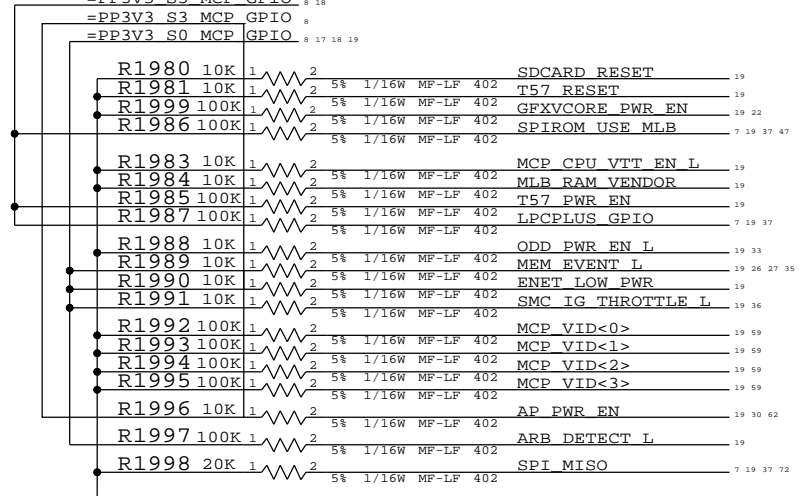 =PP3V3_S5_MCP_GPIO 8 18
=PP3V3_S3_MCP_GPIO 8
=PP3V3_S0_MCP_GPIO 8 17 18 19
R1980 10K 1 2 SDCARD_RESET 19
5% 1/16W MF-LF 402
R1981 10K 1 2 T57_RESET 19
5% 1/16W MF-LF 402
R1999 100K 1 2 GFXVCORE_PWR_EN 19 22
5% 1/16W MF-LF 402
R1986 100K 1 2 SPIROM_USE_MLB 7 19 37 47
5% 1/16W MF-LF 402
R1983 10K 1 2 MCP_CPU_VTT_EN_L 19
5% 1/16W MF-LF 402
R1984 10K 1 2 MLB_RAM_VENDOR 19
5% 1/16W MF-LF 402
R1985 100K 1 2 T57_PWR_EN 19
5% 1/16W MF-LF 402
R1987 100K 1 2 LPCPLUS_GPIO 7 19 37
5% 1/16W MF-LF 402
R1988 10K 1 2 ODD_PWR_EN_L 19 33
5% 1/16W MF-LF 402
R1989 10K 1 2 MEM_EVENT_L 19 26 27 35
5% 1/16W MF-LF 402
R1990 10K 1 2 ENET_LOW_PWR 19
5% 1/16W MF-LF 402
R1991 10K 1 2 SMC_IG_THROTTLE_L 19 36
5% 1/16W MF-LF 402
R1992 100K 1 2 MCP_VID<0> 19 59
5% 1/16W MF-LF 402
R1993 100K 1 2 MCP_VID<1> 19 59
5% 1/16W MF-LF 402
R1994 100K 1 2 MCP_VID<2> 19 59
5% 1/16W MF-LF 402
R1995 100K 1 2 MCP_VID<3> 19 59
5% 1/16W MF-LF 402
R1996 10K 1 2 AP_PWR_EN 19 30 62
5% 1/16W MF-LF 402
R1997 100K 1 2 ARB_DETECT_L 19
5% 1/16W MF-LF 402
R1998 20K 1 2 SPI_MISO 7 19 37 72
5% 1/16W MF-LF 402